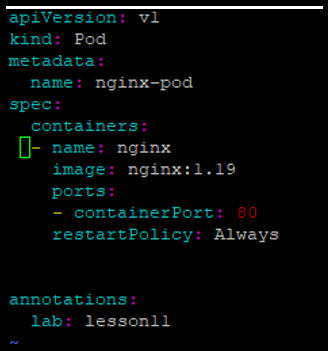 apiVersion: v1
kind: Pod
metadata:
  name: nginx-pod
spec:
  containers:
  - name: nginx
    image: nginx:1.19
    ports:
    - containerPort: 80
    restartPolicy: Always
annotations:
  lab: lesson11
~